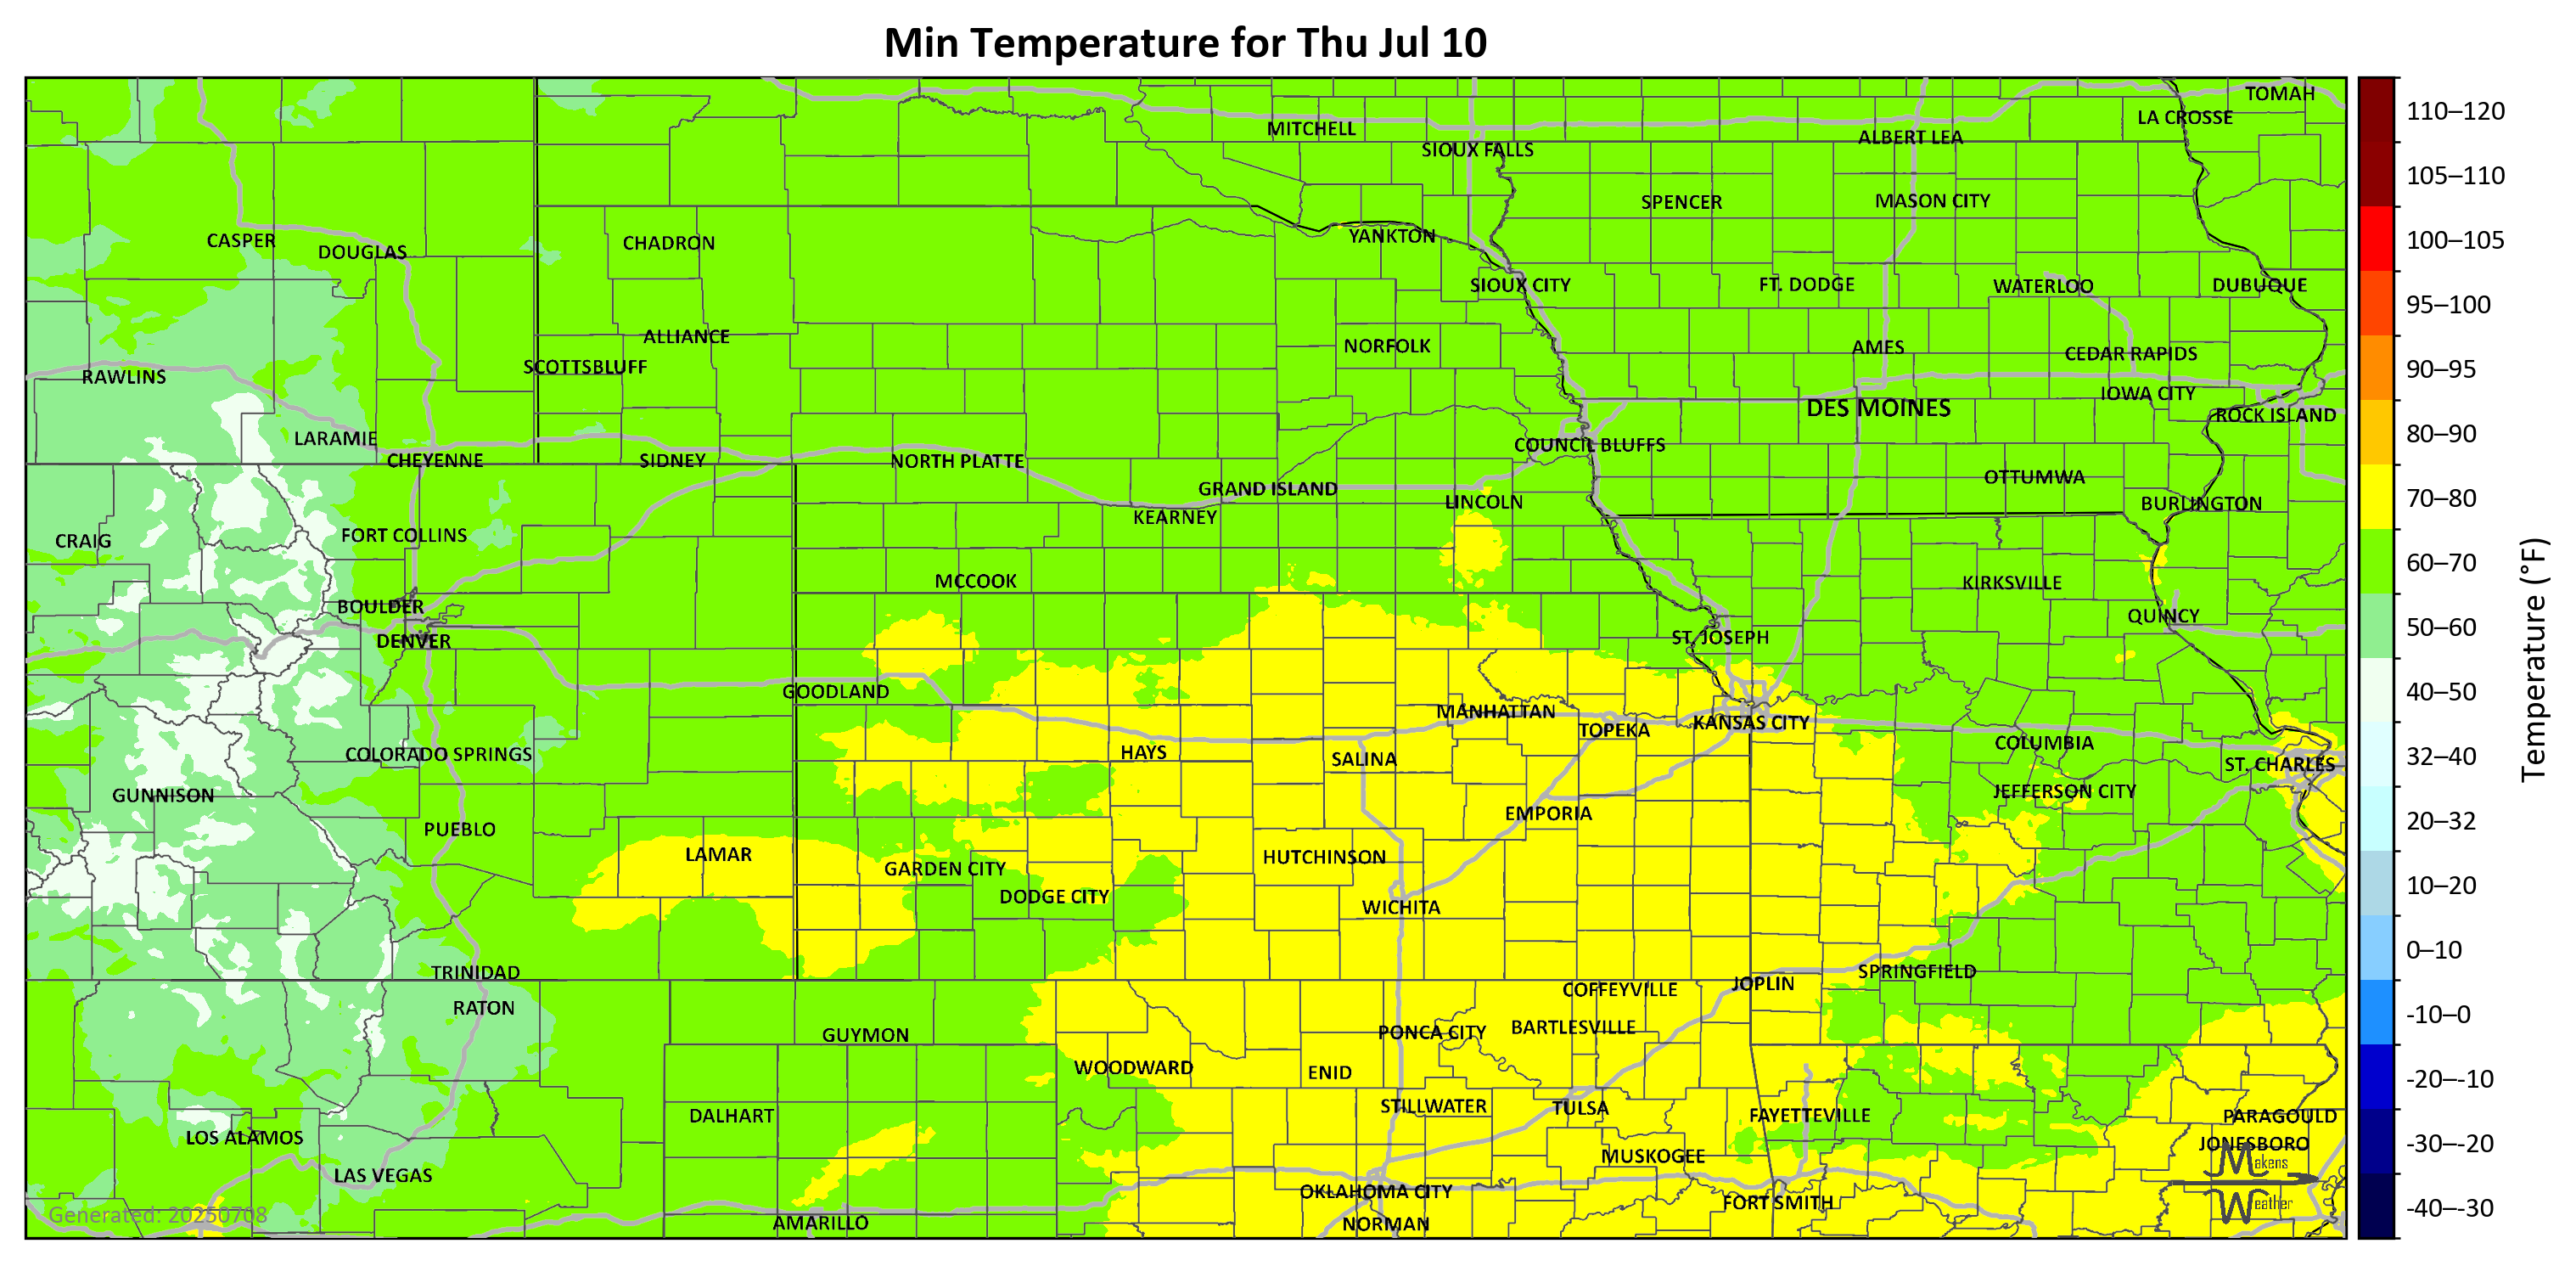 Min Temperature for Thu Jul 10
TOMAH
LA CROSSE
MITCHELL
ALBERT LEA
SIOUX FALLS
SPENCER
MASON CITY
CASPER
DOUGLAS
CHADRON
YANKTON
SIOUX CITY
FT. DODGE
WATERLOO
DUBUQUE
ALLIANCE
NORFOLK
AMES
CEDAR RAPIDS
SCOTTSBLUFF
RAWLINS
IOWA CITY
DES MOINES
ROCK ISLAND
LARAMIE
COUNCIL BLUFFS
CHEYENNE
SIDNEY
NORTH PLATTE
OTTUMWA
GRAND ISLAND
LINCOLN
BURLINGTON
KEARNEY
FORT COLLINS
CRAIG
MCCOOK
KIRKSVILLE
BOULDER
QUINCY
DENVER
ST. JOSEPH
GOODLAND
MANHATTAN
KANSAS CITY
TOPEKA
COLUMBIA
COLORADO SPRINGS
HAYS
SALINA
ST. CHARLES
GUNNISON
JEFFERSON CITY
EMPORIA
PUEBLO
LAMAR
HUTCHINSON
GARDEN CITY
DODGE CITY
WICHITA
TRINIDAD
SPRINGFIELD
JOPLIN
COFFEYVILLE
RATON
GUYMON
PONCA CITY
BARTLESVILLE
WOODWARD
ENID
STILLWATER
TULSA
DALHART
FAYETTEVILLE
PARAGOULD
LOS ALAMOS
JONESBORO
MUSKOGEE
LAS VEGAS
OKLAHOMA CITY
FORT SMITH
AMARILLO
NORMAN
Generated: 20250708
Makens
Weather
110–120
105–110
100–105
95–100
90–95
80–90
70–80
60–70
50–60
40–50
32–40
20–32
10–20
0–10
-10–0
-20–-10
-30–-20
-40–-30
Temperature (°F)